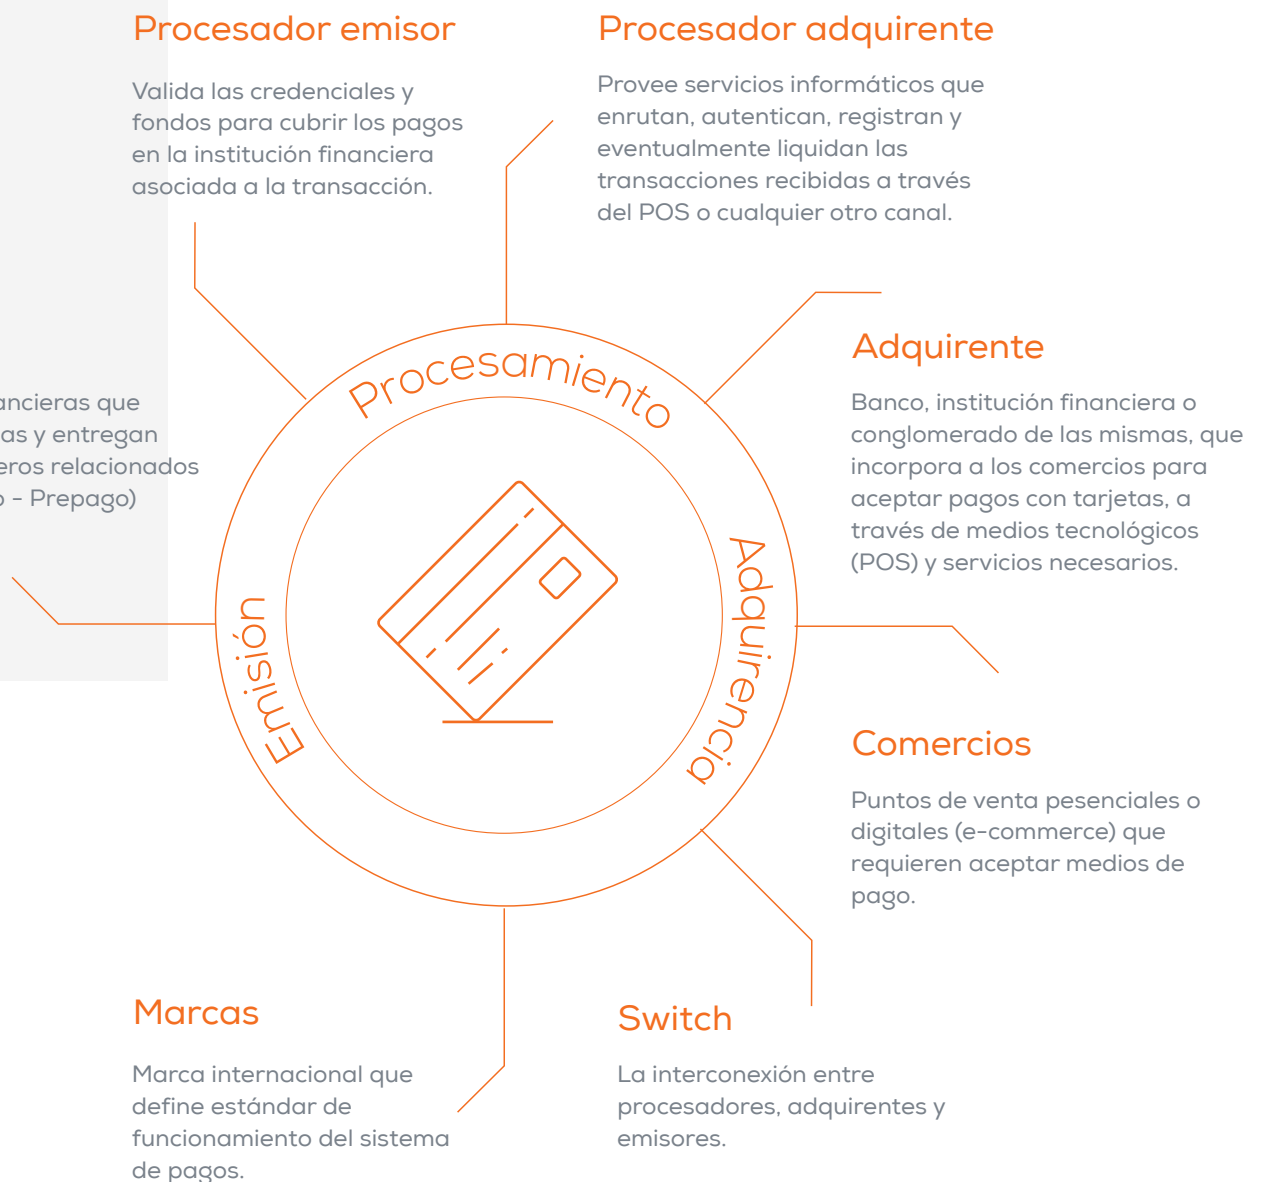 Procesador emisor
Valida las credenciales y
fondos para cubrir los pagos
en la institución financiera
asociada a la transacción.
Procesador adquirente
Provee servicios informáticos que
enrutan, autentican, registran y
eventualmente liquidan las
transacciones recibidas a través
del POS o cualquier otro canal.
que
y entregan
relacionados
- Prepago)
Procesamiento
Adquirencia
Emisión
Adquirente
Banco, institución financiera o
conglomerado de las mismas, que
incorpora a los comercios para
aceptar pagos con tarjetas, a
través de medios tecnológicos
(POS) y servicios necesarios.
Comercios
Puntos de venta pesenciales o
digitales (e-commerce) que
requieren aceptar medios de
pago.
Marcas
Marca internacional que
define estándar de
funcionamiento del sistema
de pagos.
Switch
La interconexión entre
procesadores, adquirentes y
emisores.